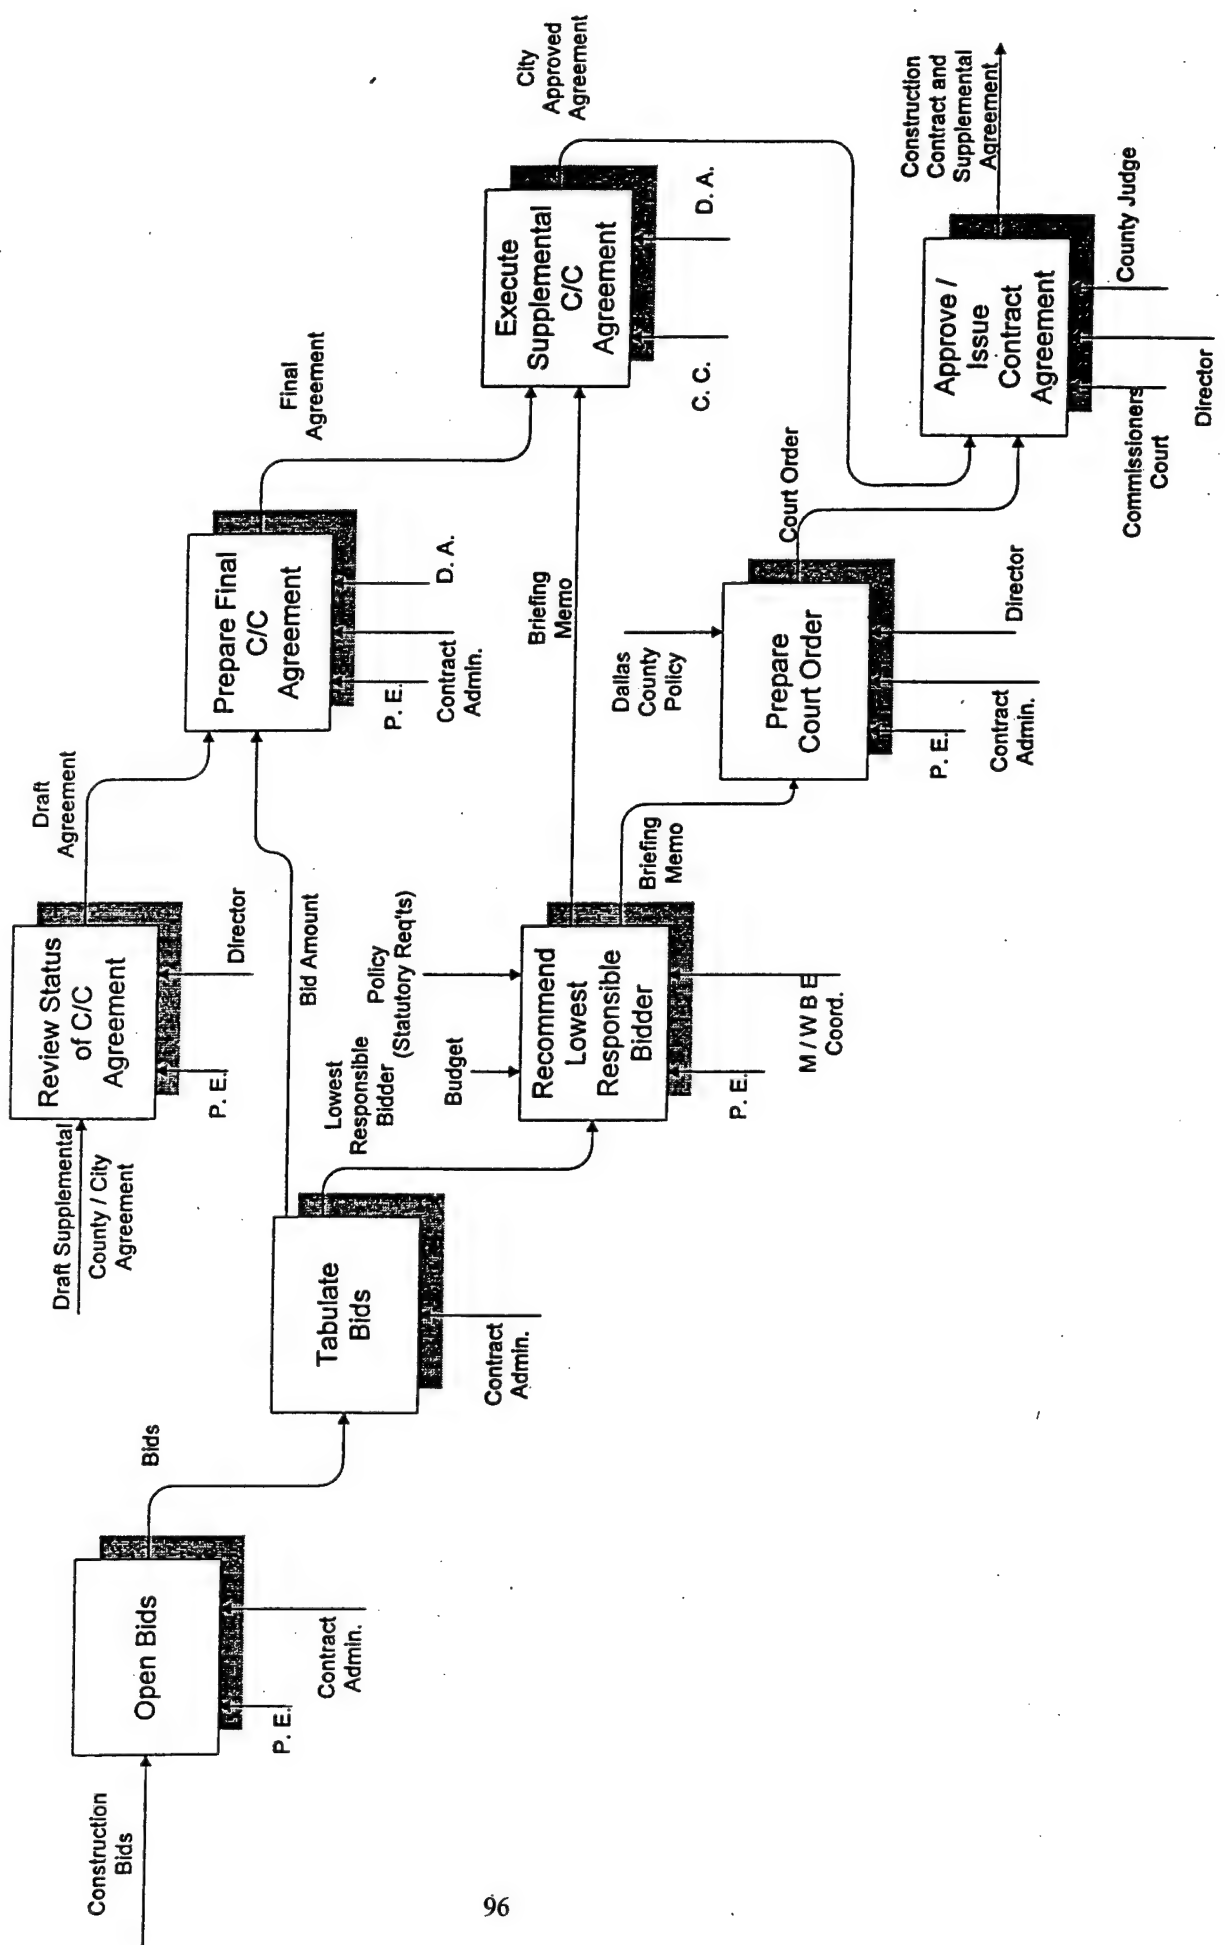 Construction
Bids
Open Bids
P. E.
Contract
Admin.
Bids
Tabulate
Bids
Contract
Admin.
Draft Supplemental
County / City
Agreement
Review Status
of C/C
Agreement
P. E.
Director
Draft
Agreement
Bid Amount
Lowest
Responsible
Bidder
Budget
Policy
(Statutory Req'ts)
Recommend
Lowest
Responsible
Bidder
P. E.
M / W B E
Coord.
Prepare Final
C/C
Agreement
P. E.
Contract
Admin.
D. A.
Final
Agreement
Briefing
Memo
Briefing
Memo
Dallas
County
Policy
Prepare
Court Order
P. E.
Contract
Admin.
Director
Court Order
Execute
Supplemental
C/C
Agreement
C. C.
D. A.
City
Approved
Agreement
Approve /
Issue
Contract
Agreement
Commissioners
Court
Director
County Judge
Construction
Contract and
Supplemental
Agreement
96